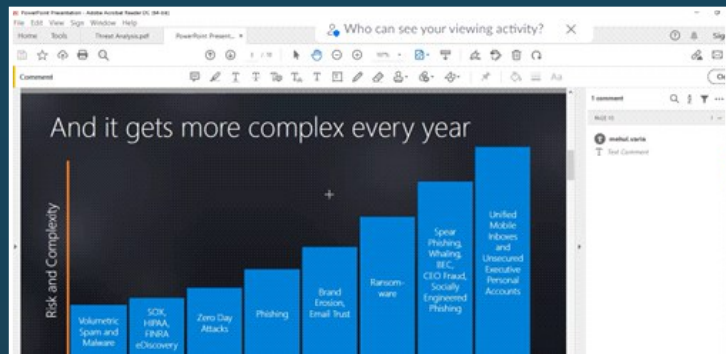 PowerPoint Presentation - Adobe Acrobat Reader DC
File Edit View Sign Window Help
Who can see your viewing activity?
Home Tools Threat Analysis.pdf PowerPoint Present...
Comment
1 comment
PAGE 10
mehul.varia
Text Comment
And it gets more complex every year
Risk and Complexity
Volumetric
Spam and
Malware
SOX,
HIPAA,
FINRA
eDiscovery
Zero Day
Attacks
Phishing
Brand
Erosion,
Email Trust
Ransom-
ware
Spear
Phishing,
Whaling,
BEC,
CEO Fraud,
Socially
Engineered
Phishing
Unified
Mobile
Inboxes
and
Unsecured
Executive
Personal
Accounts